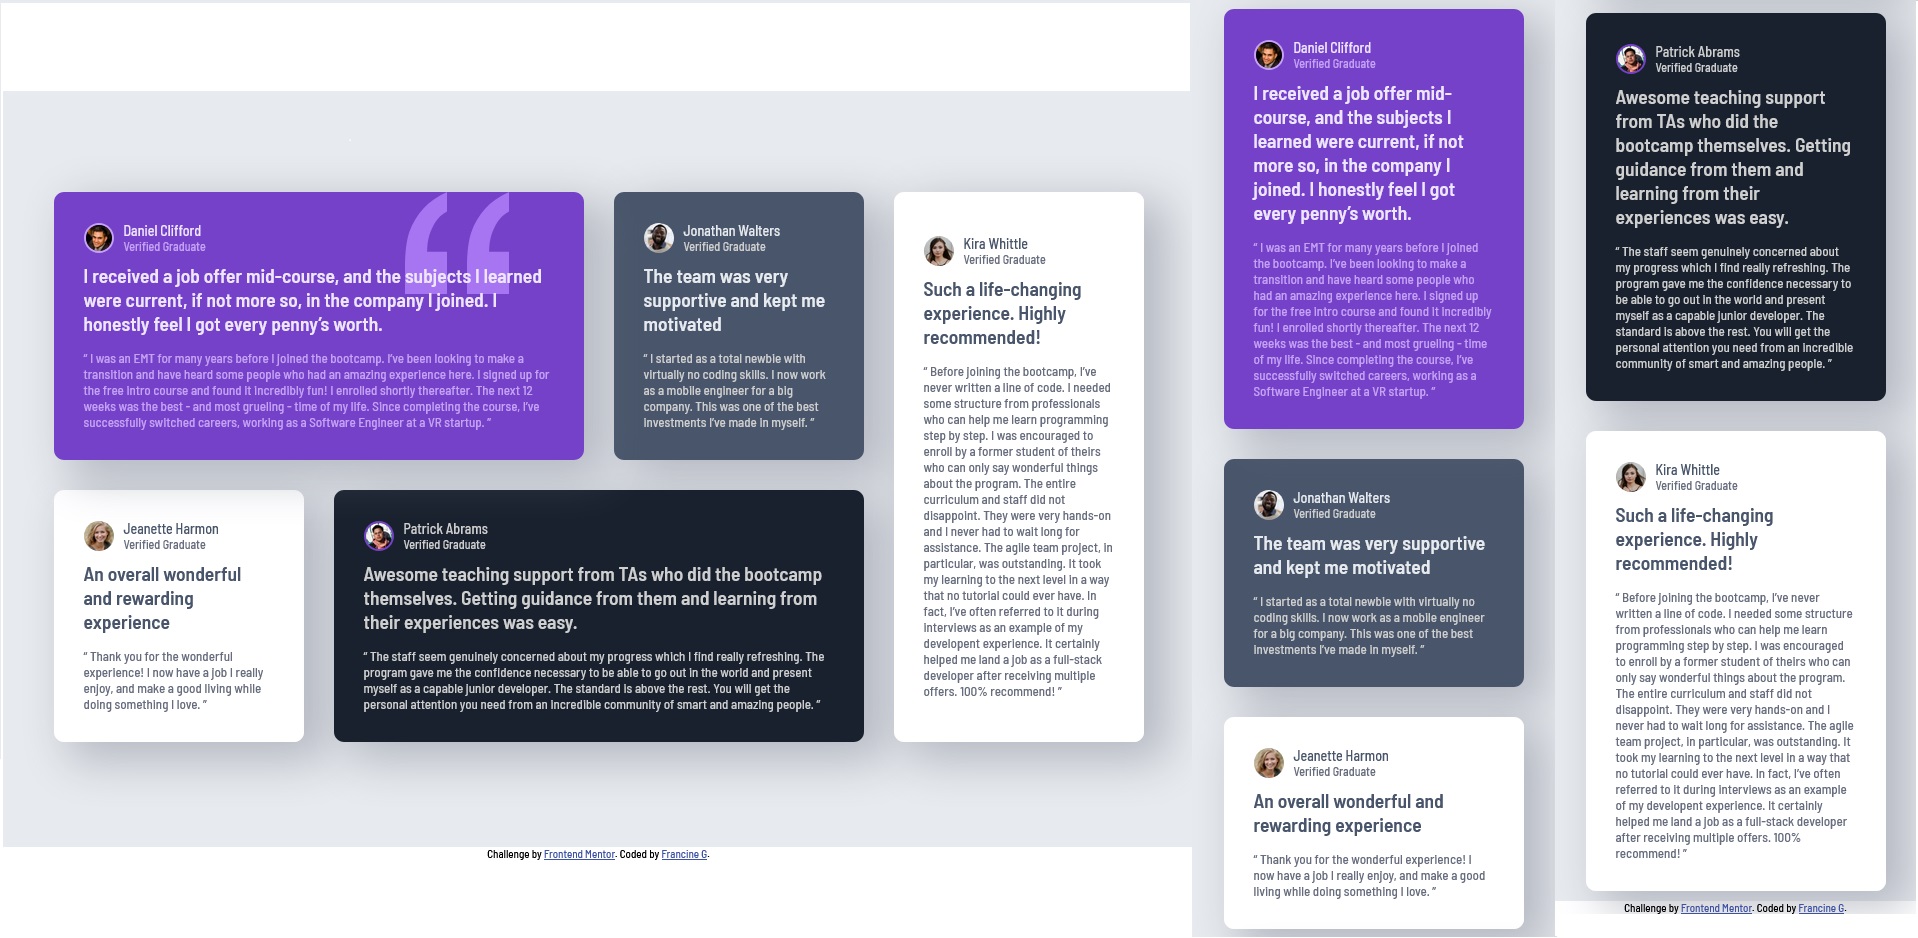 Daniel Clifford
Verified Graduate
I received a job offer mid-course, and the subjects I learned
were current, if not more so, in the company I joined. I
honestly feel I got every penny’s worth.
“ I was an EMT for many years before I joined the bootcamp. I’ve been looking to make a
transition and have heard some people who had an amazing experience here. I signed up for
the free intro course and found it incredibly fun! I enrolled shortly thereafter. The next 12
weeks was the best - and most grueling - time of my life. Since completing the course, I’ve
successfully switched careers, working as a Software Engineer at a VR startup. ”
Jonathan Walters
Verified Graduate
The team was very
supportive and kept me
motivated
“ I started as a total newbie with
virtually no coding skills. I now work
as a mobile engineer for a big
company. This was one of the best
investments I’ve made in myself. ”
Kira Whittle
Verified Graduate
Such a life-changing
experience. Highly
recommended!
“ Before joining the bootcamp, I’ve
never written a line of code. I needed
some structure from professionals
who can help me learn programming
step by step. I was encouraged to
enroll by a former student of theirs
who can only say wonderful things
about the program. The entire
curriculum and staff did not
disappoint. They were very hands-on
and I never had to wait long for
assistance. The agile team project, in
particular, was outstanding. It took
my learning to the next level in a way
that no tutorial could ever have. In
fact, I’ve often referred to it during
interviews as an example of my
developent experience. It certainly
helped me land a job as a full-stack
developer after receiving multiple
offers. 100% recommend! ”
Jeanette Harmon
Verified Graduate
An overall wonderful
and rewarding
experience
“ Thank you for the wonderful
experience! I now have a job I really
enjoy, and make a good living while
doing something I love. ”
Patrick Abrams
Verified Graduate
Awesome teaching support from TAs who did the bootcamp
themselves. Getting guidance from them and learning from
their experiences was easy.
“ The staff seem genuinely concerned about my progress which I find really refreshing. The
program gave me the confidence necessary to be able to go out in the world and present
myself as a capable junior developer. The standard is above the rest. You will get the
personal attention you need from an incredible community of smart and amazing people. ”
Challenge by Frontend Mentor. Coded by Francine G.
Daniel Clifford
Verified Graduate
I received a job offer mid-
course, and the subjects I
learned were current, if not
more so, in the company I
joined. I honestly feel I got
every penny’s worth.
“ I was an EMT for many years before I joined
the bootcamp. I’ve been looking to make a
transition and have heard some people who
had an amazing experience here. I signed up
for the free intro course and found it incredibly
fun! I enrolled shortly thereafter. The next 12
weeks was the best - and most grueling - time
of my life. Since completing the course, I’ve
successfully switched careers, working as a
Software Engineer at a VR startup. ”
Jonathan Walters
Verified Graduate
The team was very supportive
and kept me motivated
“ I started as a total newbie with virtually no
coding skills. I now work as a mobile engineer
for a big company. This was one of the best
investments I’ve made in myself. ”
Jeanette Harmon
Verified Graduate
An overall wonderful and
rewarding experience
“ Thank you for the wonderful experience! I
now have a job I really enjoy, and make a good
living while doing something I love. ”
Patrick Abrams
Verified Graduate
Awesome teaching support
from TAs who did the
bootcamp themselves. Getting
guidance from them and
learning from their
experiences was easy.
“ The staff seem genuinely concerned about
my progress which I find really refreshing. The
program gave me the confidence necessary to
be able to go out in the world and present
myself as a capable junior developer. The
standard is above the rest. You will get the
personal attention you need from an incredible
community of smart and amazing people. ”
Kira Whittle
Verified Graduate
Such a life-changing
experience. Highly
recommended!
“ Before joining the bootcamp, I’ve never
written a line of code. I needed some structure
from professionals who can help me learn
programming step by step. I was encouraged
to enroll by a former student of theirs who can
only say wonderful things about the program.
The entire curriculum and staff did not
disappoint. They were very hands-on and I
never had to wait long for assistance. The agile
team project, in particular, was outstanding. It
took my learning to the next level in a way that
no tutorial could ever have. In fact, I’ve often
referred to it during interviews as an example
of my developent experience. It certainly
helped me land a job as a full-stack developer
after receiving multiple offers. 100%
recommend! ”
Challenge by Frontend Mentor. Coded by Francine G.